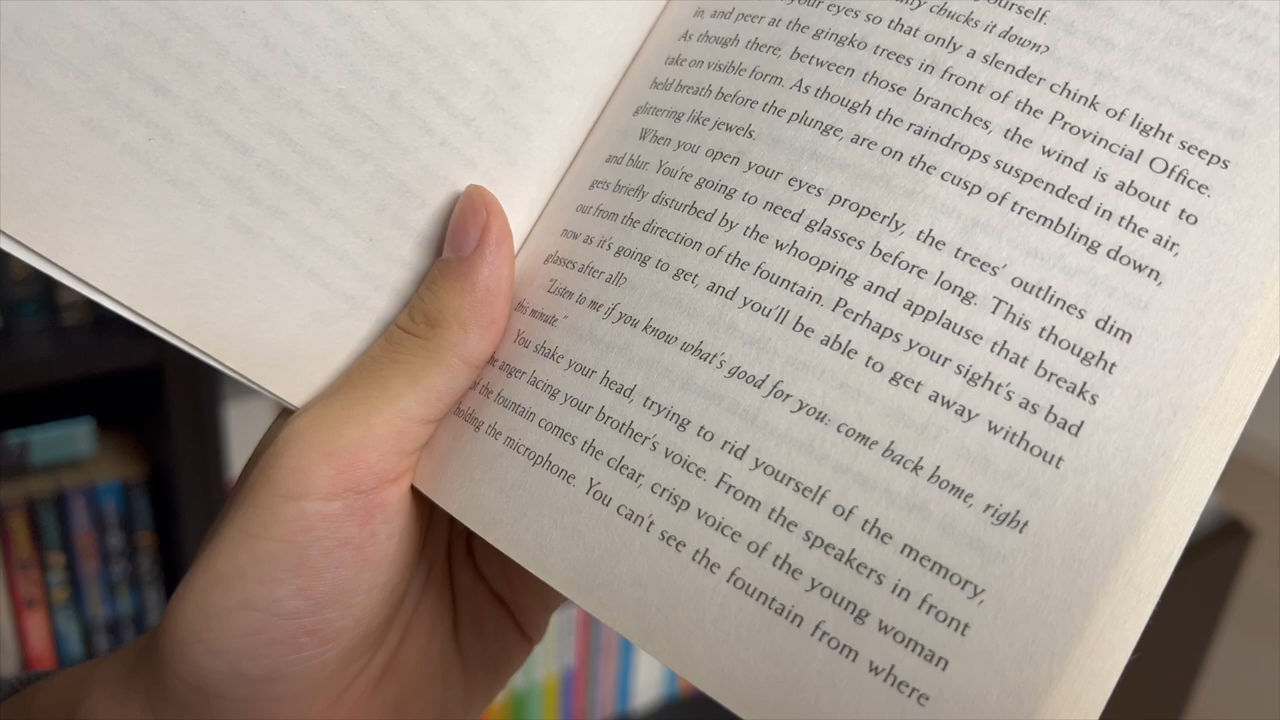 yourself.
chucks it down?
your eyes so that only a slender chink of light seeps
in, and peer at the gingko trees in front of the Provincial Office.
As though there, between those branches, the wind is about to
take on visible form. As though the raindrops suspended in the air,
held breath before the plunge, are on the cusp of trembling down,
glittering like jewels.
When you open your eyes properly, the trees' outlines dim
and blur. You're going to need glasses before long. This thought
gets briefly disturbed by the whooping and applause that breaks
out from the direction of the fountain. Perhaps your sight's as bad
now as it's going to get, and you'll be able to get away without
glasses after all?
"Listen to me if you know what's good for you: come back home, right
this minute."
You shake your head, trying to rid yourself of the memory,
the anger lacing your brother's voice. From the speakers in front
of the fountain comes the clear, crisp voice of the young woman
holding the microphone. You can't see the fountain from where